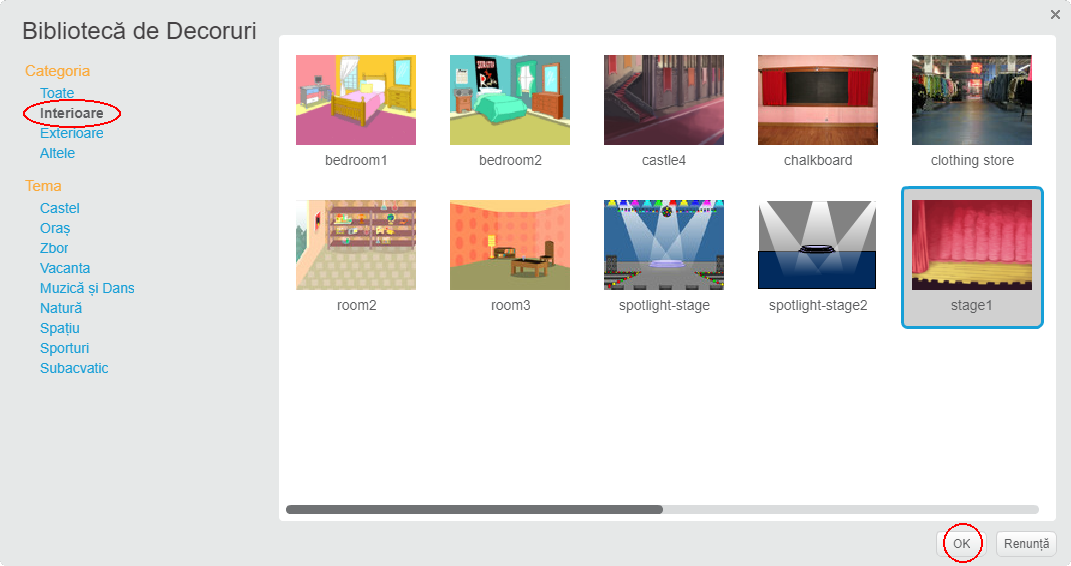 Bibliotecă de Decoruri
Categoria
Toate
Interioare
Exterioare
Altele
Tema
Castel
Oraș
Zbor
Vacanta
Muzică și Dans
Natură
Spațiu
Sporturi
Subacvatic
bedroom1
bedroom2
castle4
chalkboard
clothing store
room2
room3
spotlight-stage
spotlight-stage2
stage1
OK
Renunță